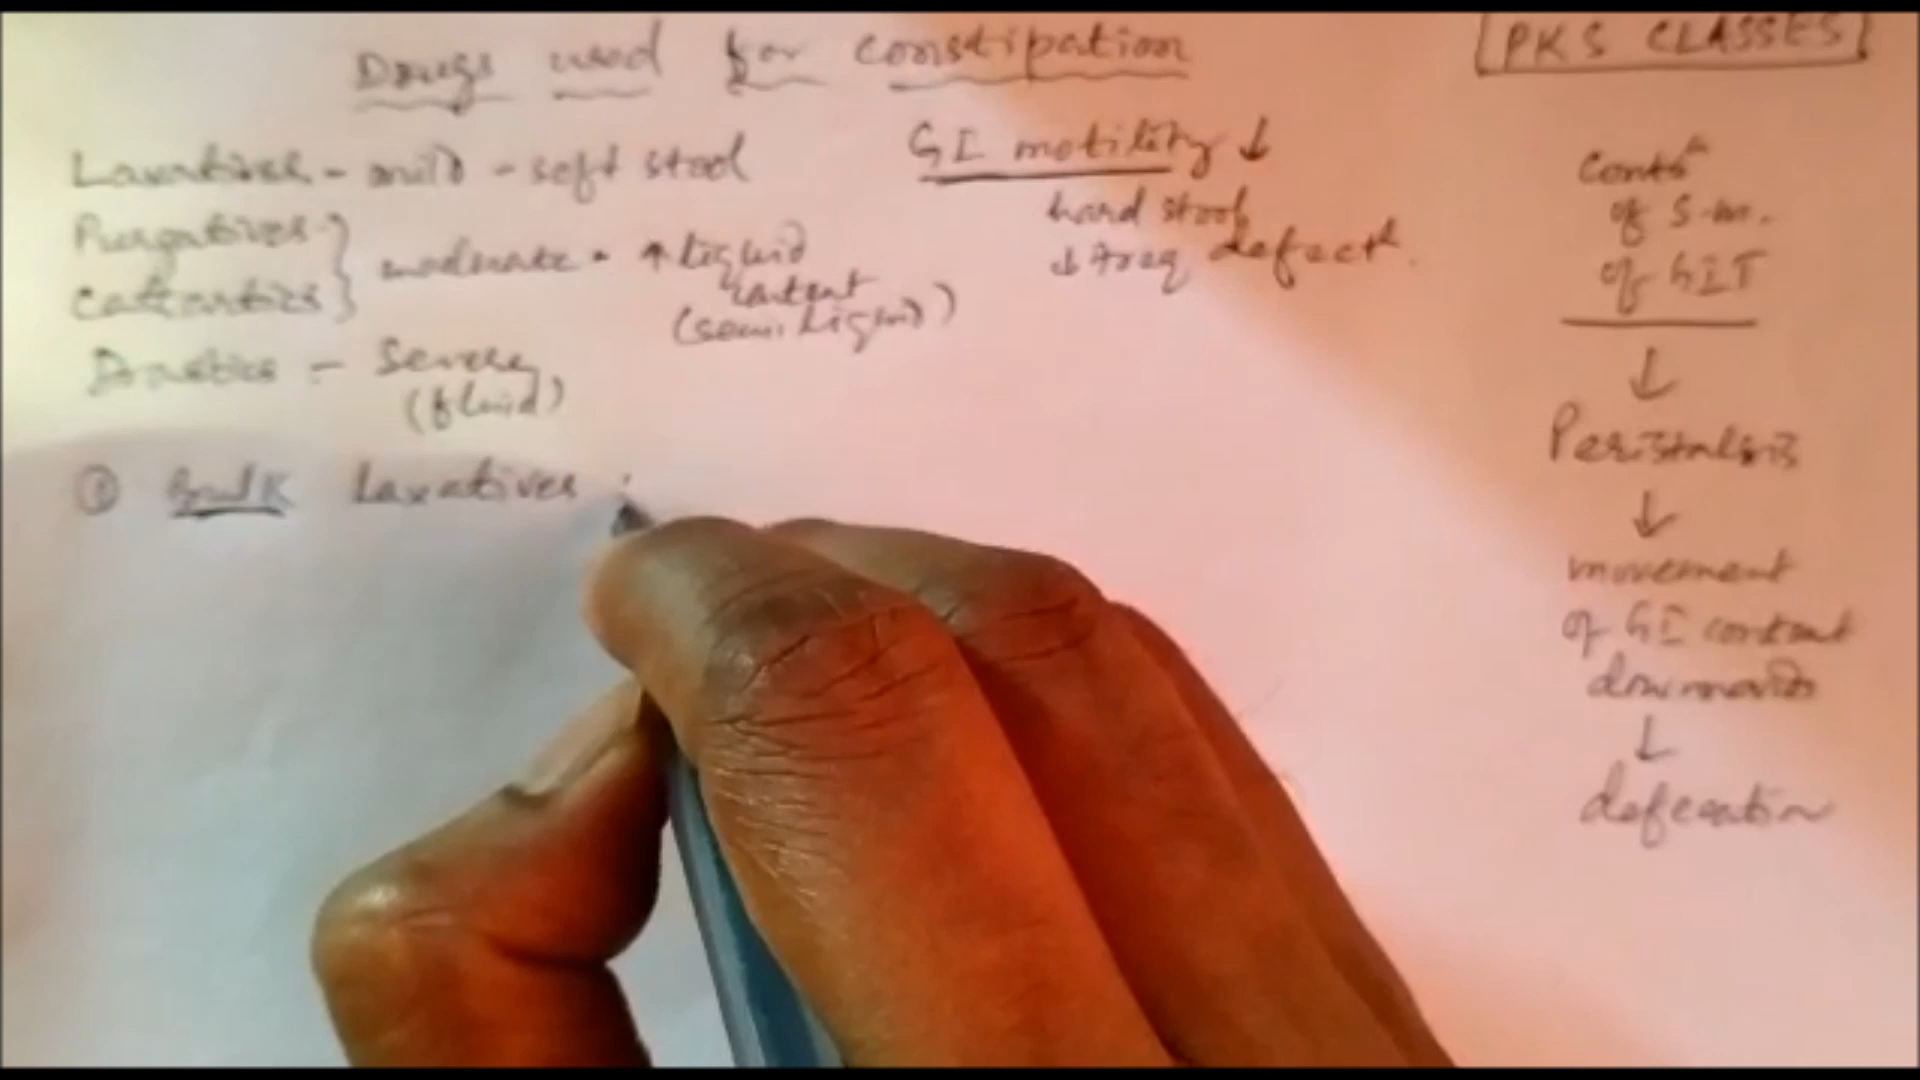 Drugs used for constipation
PKS CLASSES
Laxatives - mild - soft stool
Purgatives }
Cathartics } moderate - ↑ liquid
content
(semi liquid)
Drastics - Severe
(fluid)
GI motility ↓
hard stool
↓ freq defectⁿ.
① Bulk Laxatives :
Contⁿ
of S.m.
of GIT
↓
Peristalsis
↓
movement
of GI content
downwards
↓
defecation